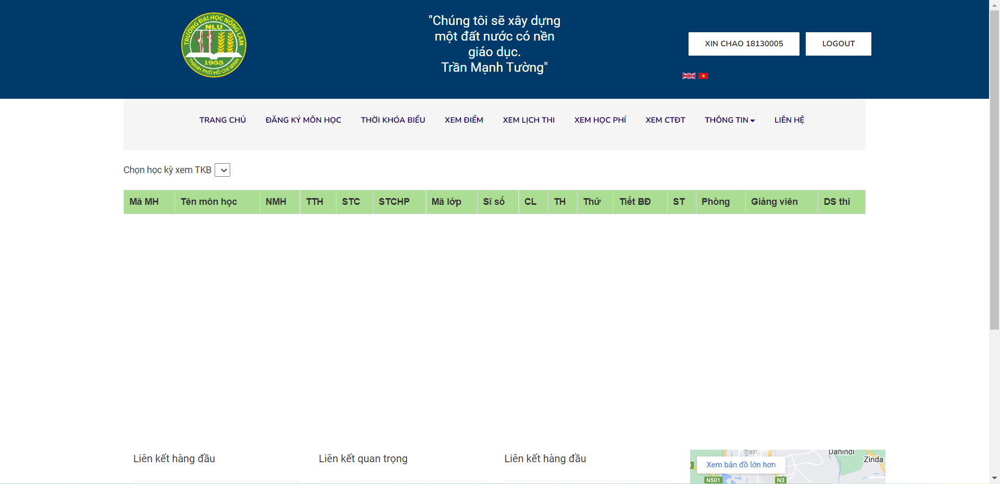 TRƯỜNG ĐẠI HỌC NÔNG LÂM
NLU
1955
THÀNH PHỐ HỒ CHÍ MINH
"Chúng tôi sẽ xây dựng
một đất nước có nền
giáo dục.
Trần Mạnh Tường"
XIN CHAO 18130005
LOGOUT
TRANG CHỦ ĐĂNG KÝ MÔN HỌC THỜI KHÓA BIỂU XEM ĐIỂM XEM LỊCH THI XEM HỌC PHÍ XEM CTĐT THÔNG TIN LIÊN HỆ
Chọn học kỳ xem TKB
Mã MH Tên môn học NMH TTH STC STCHP Mã lớp Sĩ số CL TH Thứ Tiết BĐ ST Phòng Giảng viên DS thi
Liên kết hàng đầu Liên kết quan trọng Liên kết hàng đầu
উত্তরা
Dahindi
Zinda
Xem bản đồ lớn hơn
N501
N3